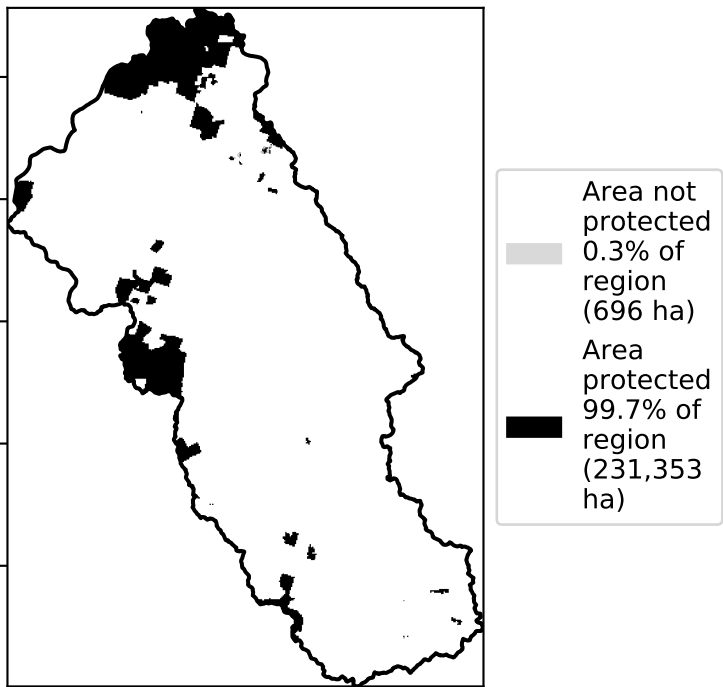 Area not
protected
0.3% of
region
(696 ha)
Area
protected
99.7% of
region
(231,353
ha)